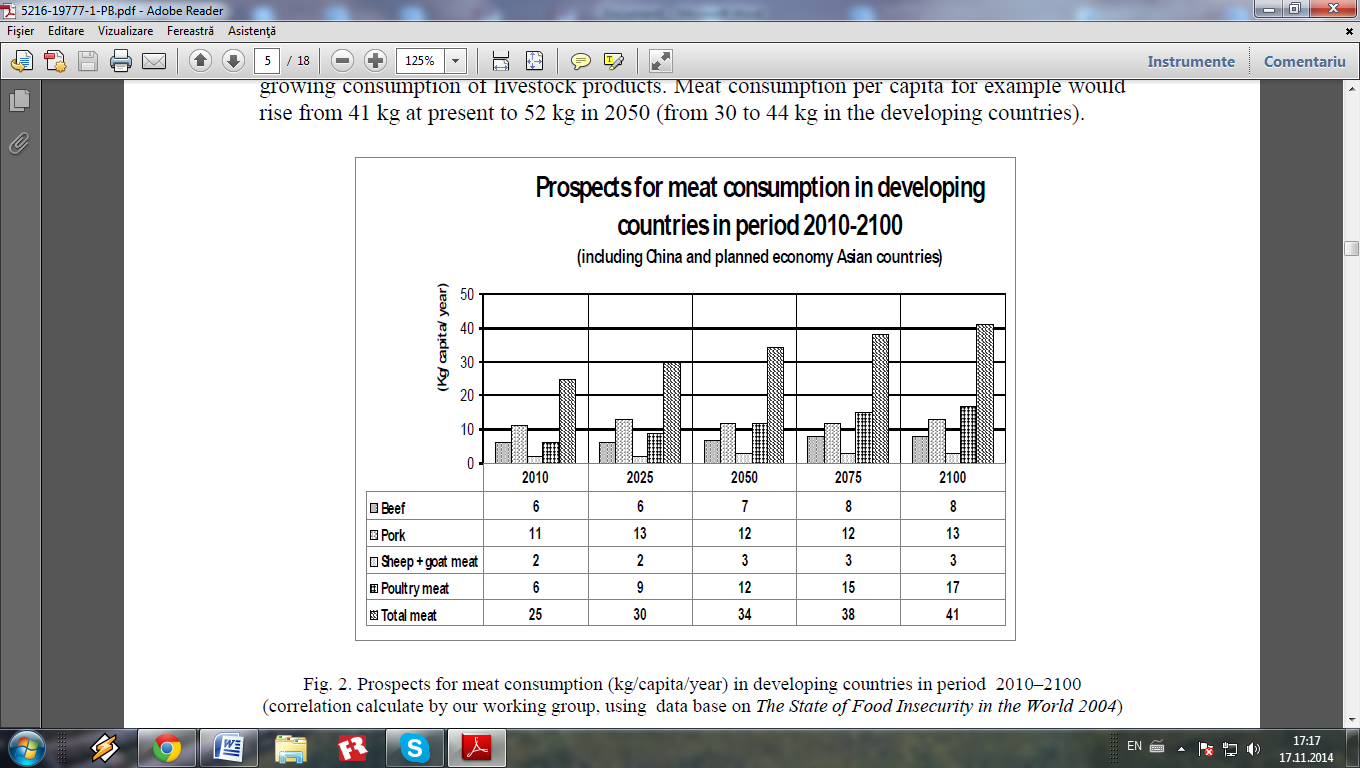 5216-19777-1-PB.pdf - Adobe Reader
Fişier Editare Vizualizare Fereastră Asistenţă
5 / 18 125% Instrumente Comentariu
growing consumption of livestock products. Meat consumption per capita for example would
rise from 41 kg at present to 52 kg in 2050 (from 30 to 44 kg in the developing countries).
Prospects for meat consumption in developing
countries in period 2010-2100
(including China and planned economy Asian countries)
(Kg/ capita/ year)
50
40
30
20
10
0
2010 2025 2050 2075 2100
Beef 6 6 7 8 8
Pork 11 13 12 12 13
Sheep + goat meat 2 2 3 3 3
Poultry meat 6 9 12 15 17
Total meat 25 30 34 38 41
Fig. 2. Prospects for meat consumption (kg/capita/year) in developing countries in period 2010–2100
(correlation calculate by our working group, using data base on The State of Food Insecurity in the World 2004)
EN 17:17
17.11.2014